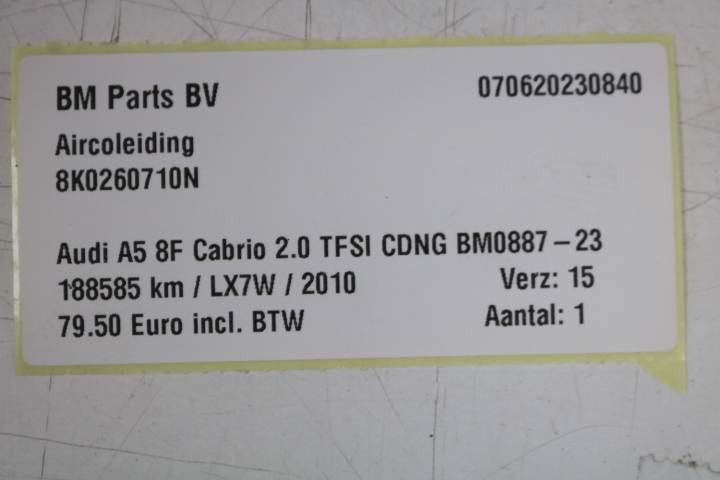 BM Parts BV 070620230840
Aircoleiding
8K0260710N
Audi A5 8F Cabrio 2.0 TFSI CDNG BM0887-23
188585 km / LX7W / 2010 Verz: 15
79.50 Euro incl. BTW Aantal: 1